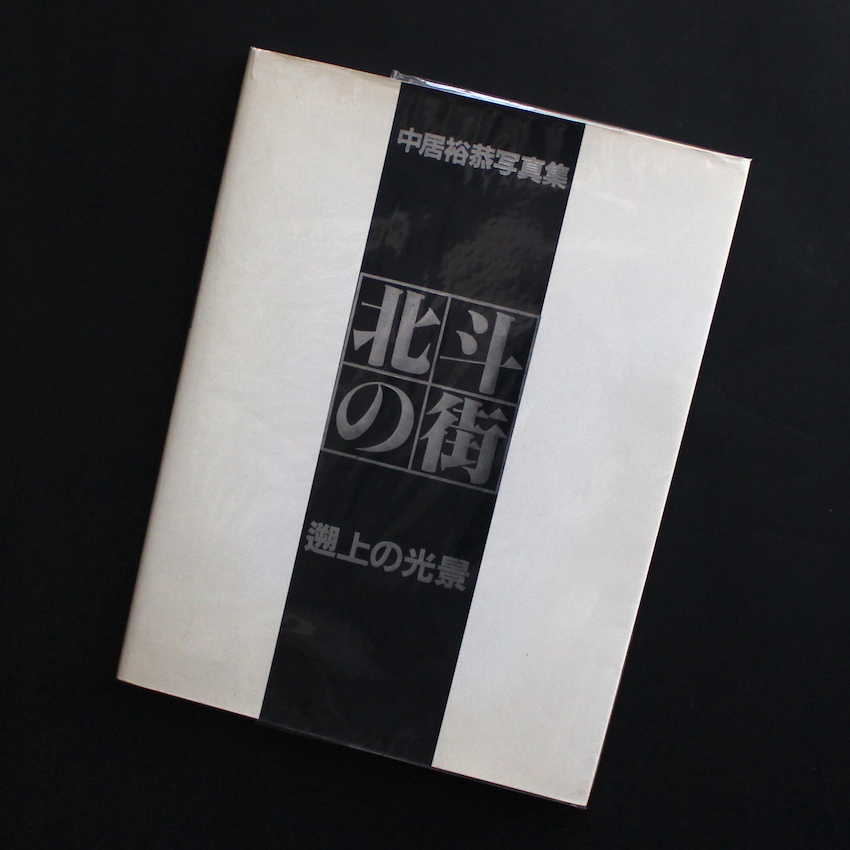 中居裕恭写真集
北斗
の街
遡上の光景